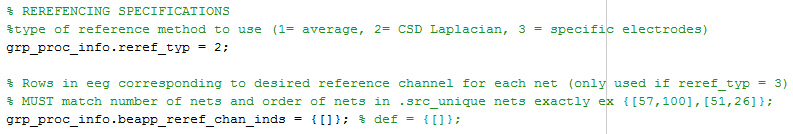 % REREFENCING SPECIFICATIONS
%type of reference method to use (1= average, 2= CSD Laplacian, 3 = specific electrodes)
grp_proc_info.reref_typ = 2;
% Rows in eeg corresponding to desired reference channel for each net (only used if reref_typ = 3)
% MUST match number of nets and order of nets in .src_unique nets exactly ex {[57,100],[51,26]};
grp_proc_info.beapp_reref_chan_inds = {[]}; % def = {[]};